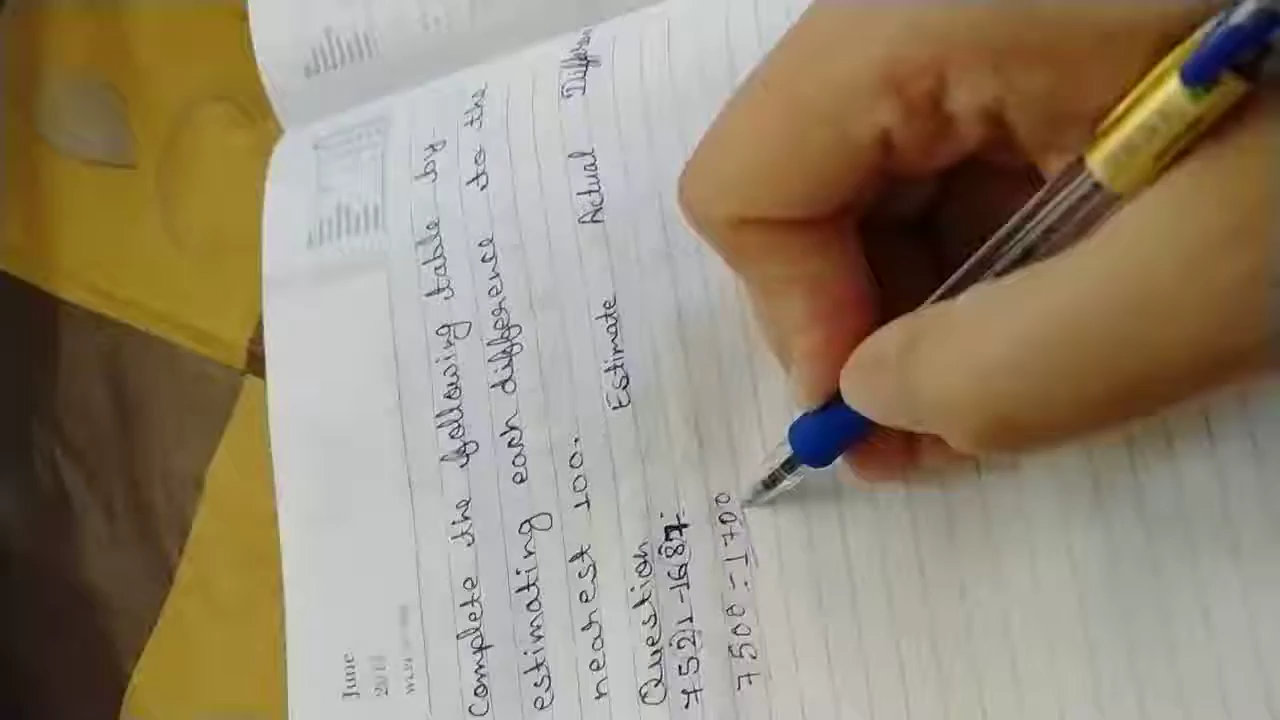 June
Complete the following table by
estimating each difference to the
nearest 100.
Question Estimate Actual
7521-1687:
7500-1700